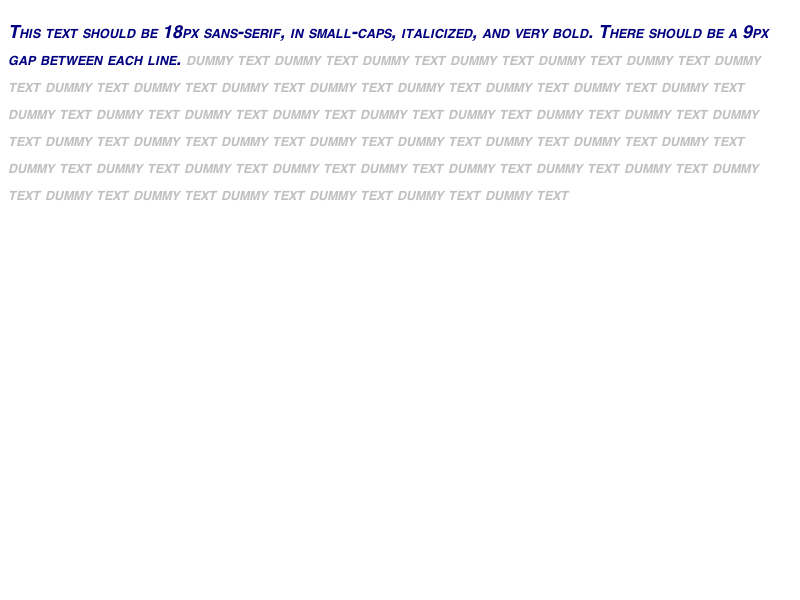 This text should be 18px sans-serif, in small-caps, italicized, and very bold. There should be a 9px
gap between each line. dummy text dummy text dummy text dummy text dummy text dummy text dummy
text dummy text dummy text dummy text dummy text dummy text dummy text dummy text dummy text
dummy text dummy text dummy text dummy text dummy text dummy text dummy text dummy text dummy
text dummy text dummy text dummy text dummy text dummy text dummy text dummy text dummy text
dummy text dummy text dummy text dummy text dummy text dummy text dummy text dummy text dummy
text dummy text dummy text dummy text dummy text dummy text dummy text